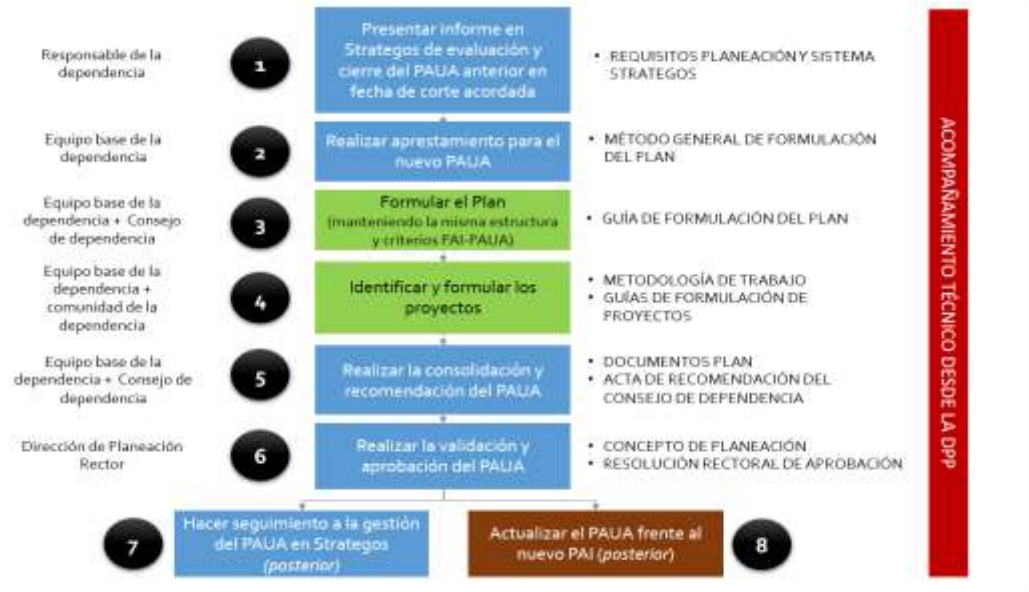 Responsable de la
dependencia
1
Presentar informe en
Strategos de evaluación y
cierre del PAUA anterior en
fecha de corte acordada
• REQUISITOS PLANEACIÓN Y SISTEMA
STRATEGOS
Equipo base de la
dependencia
2
Realizar aprestamiento para el
nuevo PAUA
• MÉTODO GENERAL DE FORMULACIÓN
DEL PLAN
Equipo base de la
dependencia + Consejo
de dependencia
3
Formular el Plan
(manteniendo la misma estructura
y criterios FAI-PAUA)
• GUÍA DE FORMULACIÓN DEL PLAN
Equipo base de la
dependencia +
comunidad de la
dependencia
4
Identificar y formular los
proyectos
• METODOLOGÍA DE TRABAJO
• GUÍAS DE FORMULACIÓN DE
PROYECTOS
Equipo base de la
dependencia + Consejo de
dependencia
5
Realizar la consolidación y
recomendación del PAUA
• DOCUMENTOS PLAN
• ACTA DE RECOMENDACIÓN DEL
CONSEJO DE DEPENDENCIA
Dirección de Planeación
Rector
6
Realizar la validación y
aprobación del PAUA
• CONCEPTO DE PLANEACIÓN
• RESOLUCIÓN RECTORAL DE APROBACIÓN
7
Hacer seguimiento a la gestión
del PAUA en Strategos
(posterior)
Actualizar el PAUA frente al
nuevo PAI (posterior)
8
ACOMPAÑAMIENTO TÉCNICO DESDE LA DPP